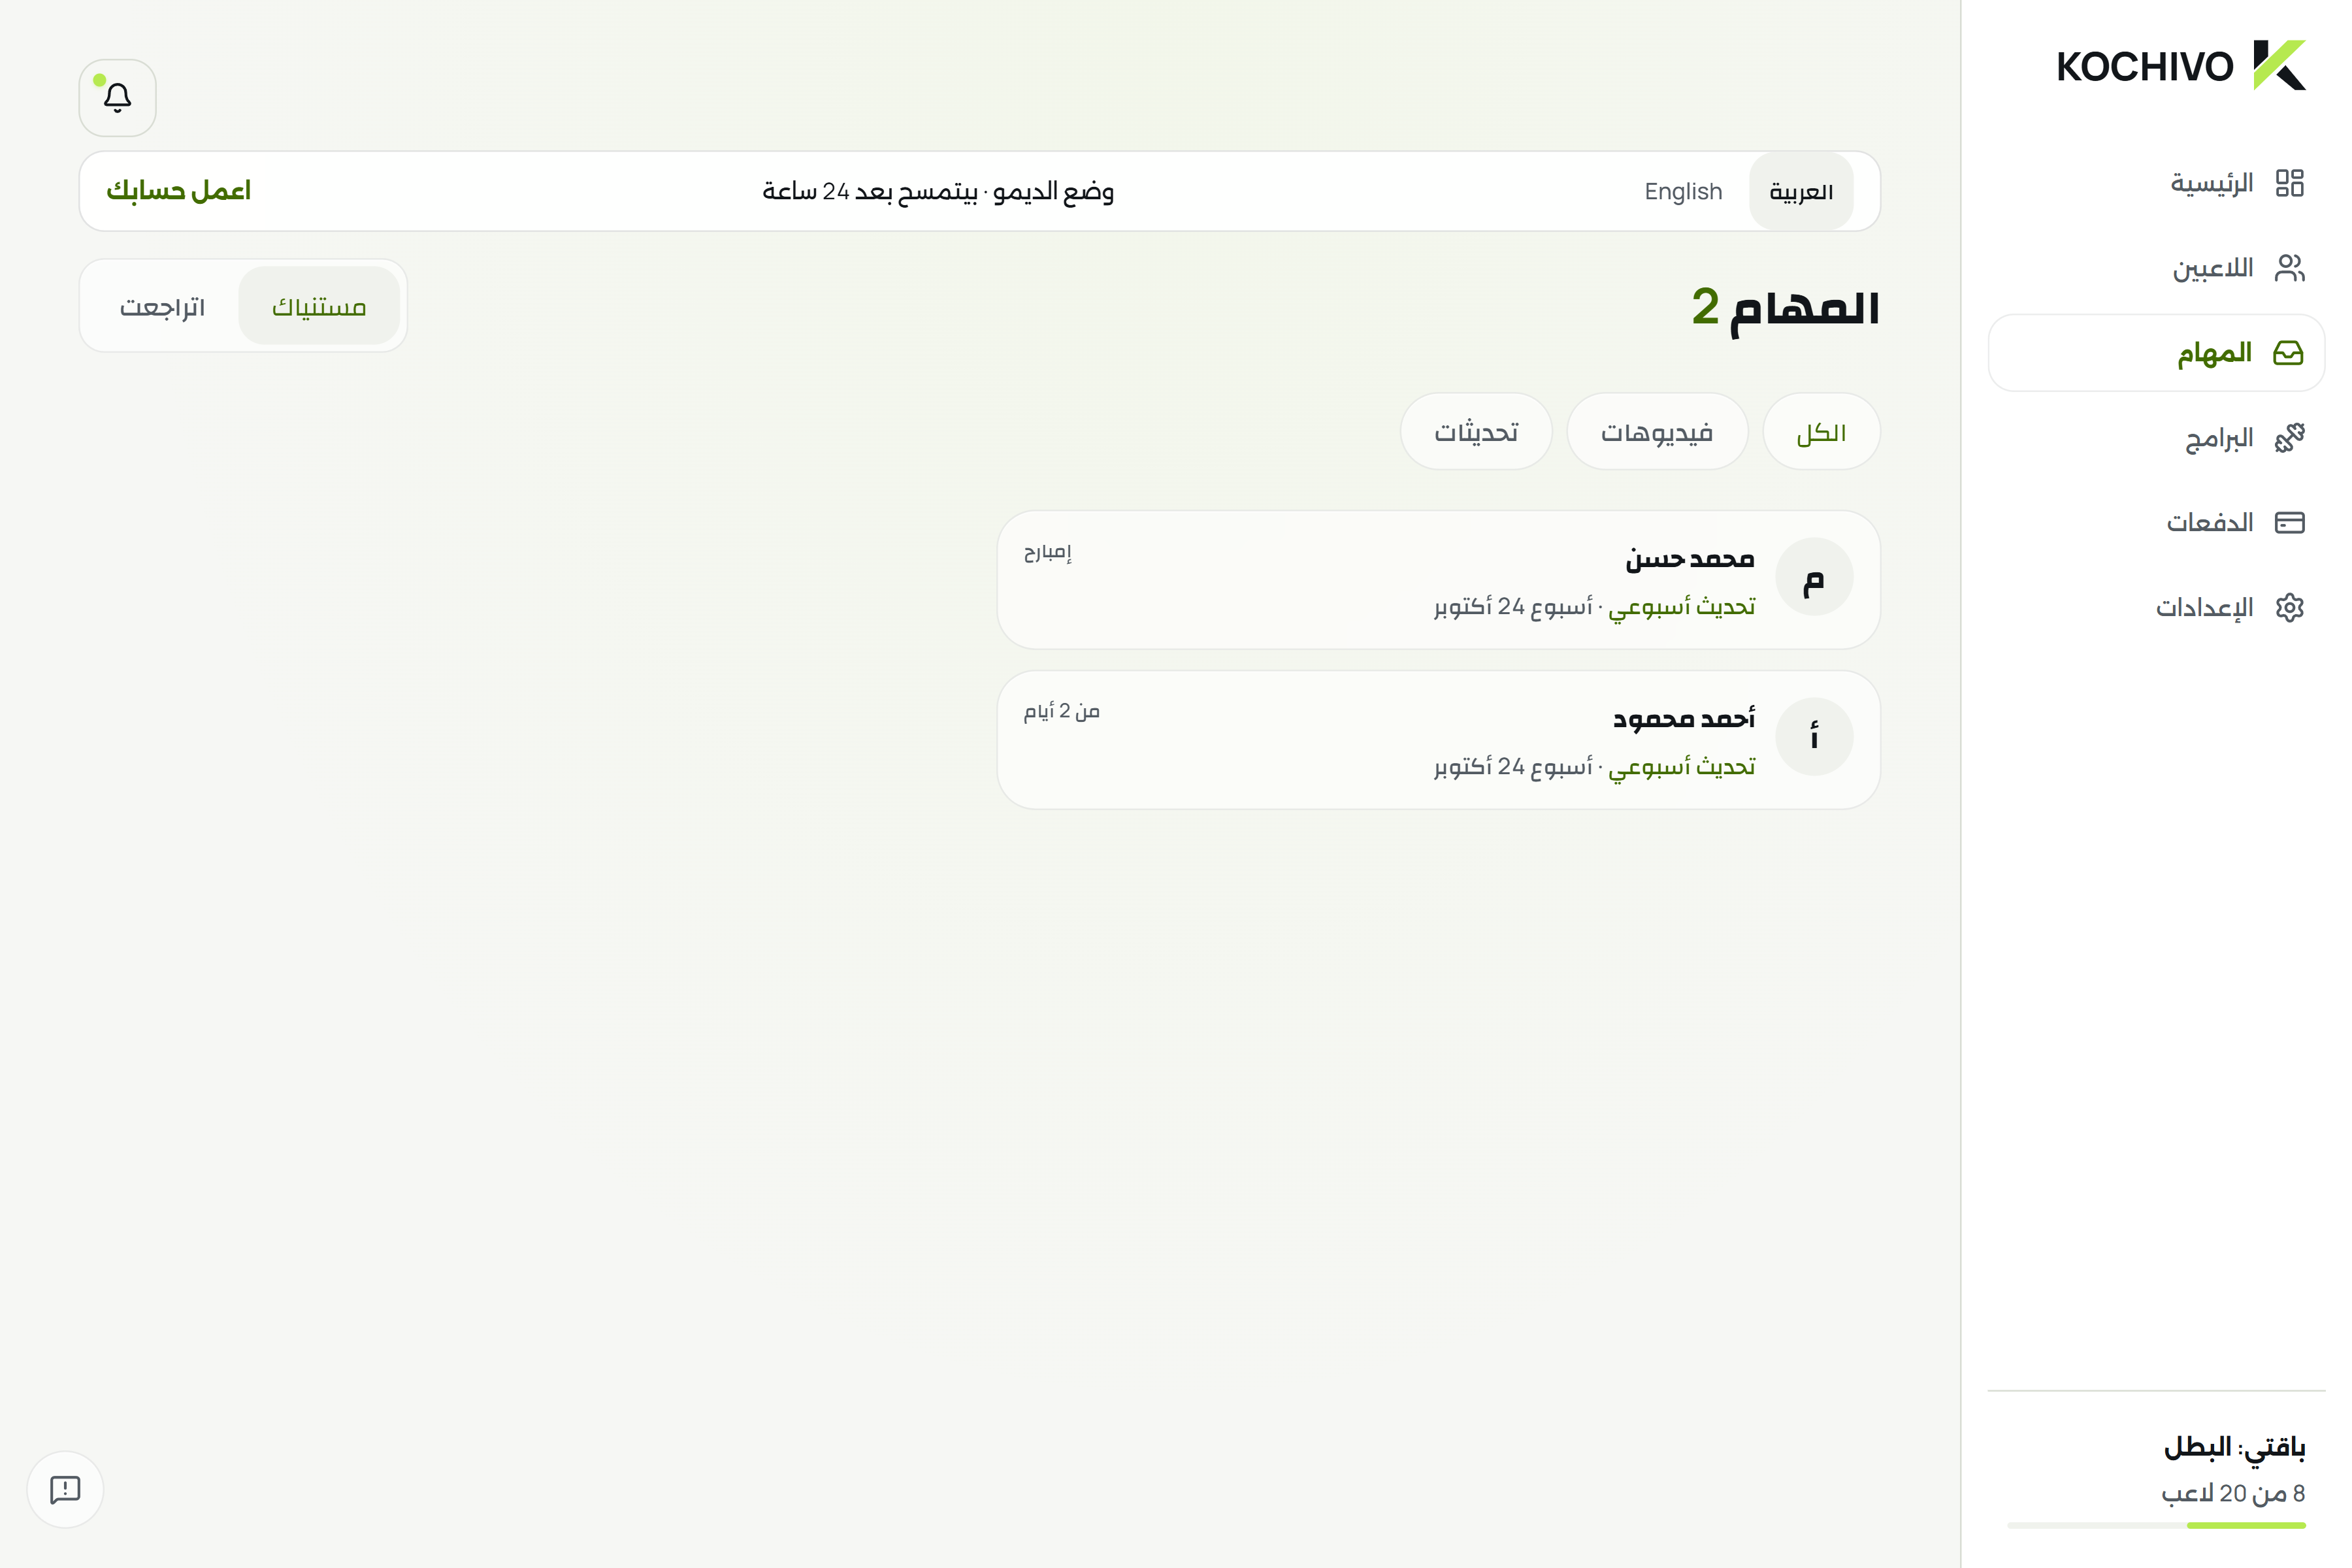 KOCHIVO
الرئيسية
اللاعبين
المهام
البرامج
الدفعات
الإعدادات
باقتي: البطل
8 من 20 لاعب
العربية
English
وضع الديمو · بيتمسح بعد 24 ساعة
اعمل حسابك
المهام 2
مستنياك
اتراجعت
الكل
فيديوهات
تحديثات
م
محمد حسن
إمبارح
تحديث أسبوعي · أسبوع 24 أكتوبر
أ
أحمد محمود
من 2 أيام
تحديث أسبوعي · أسبوع 24 أكتوبر